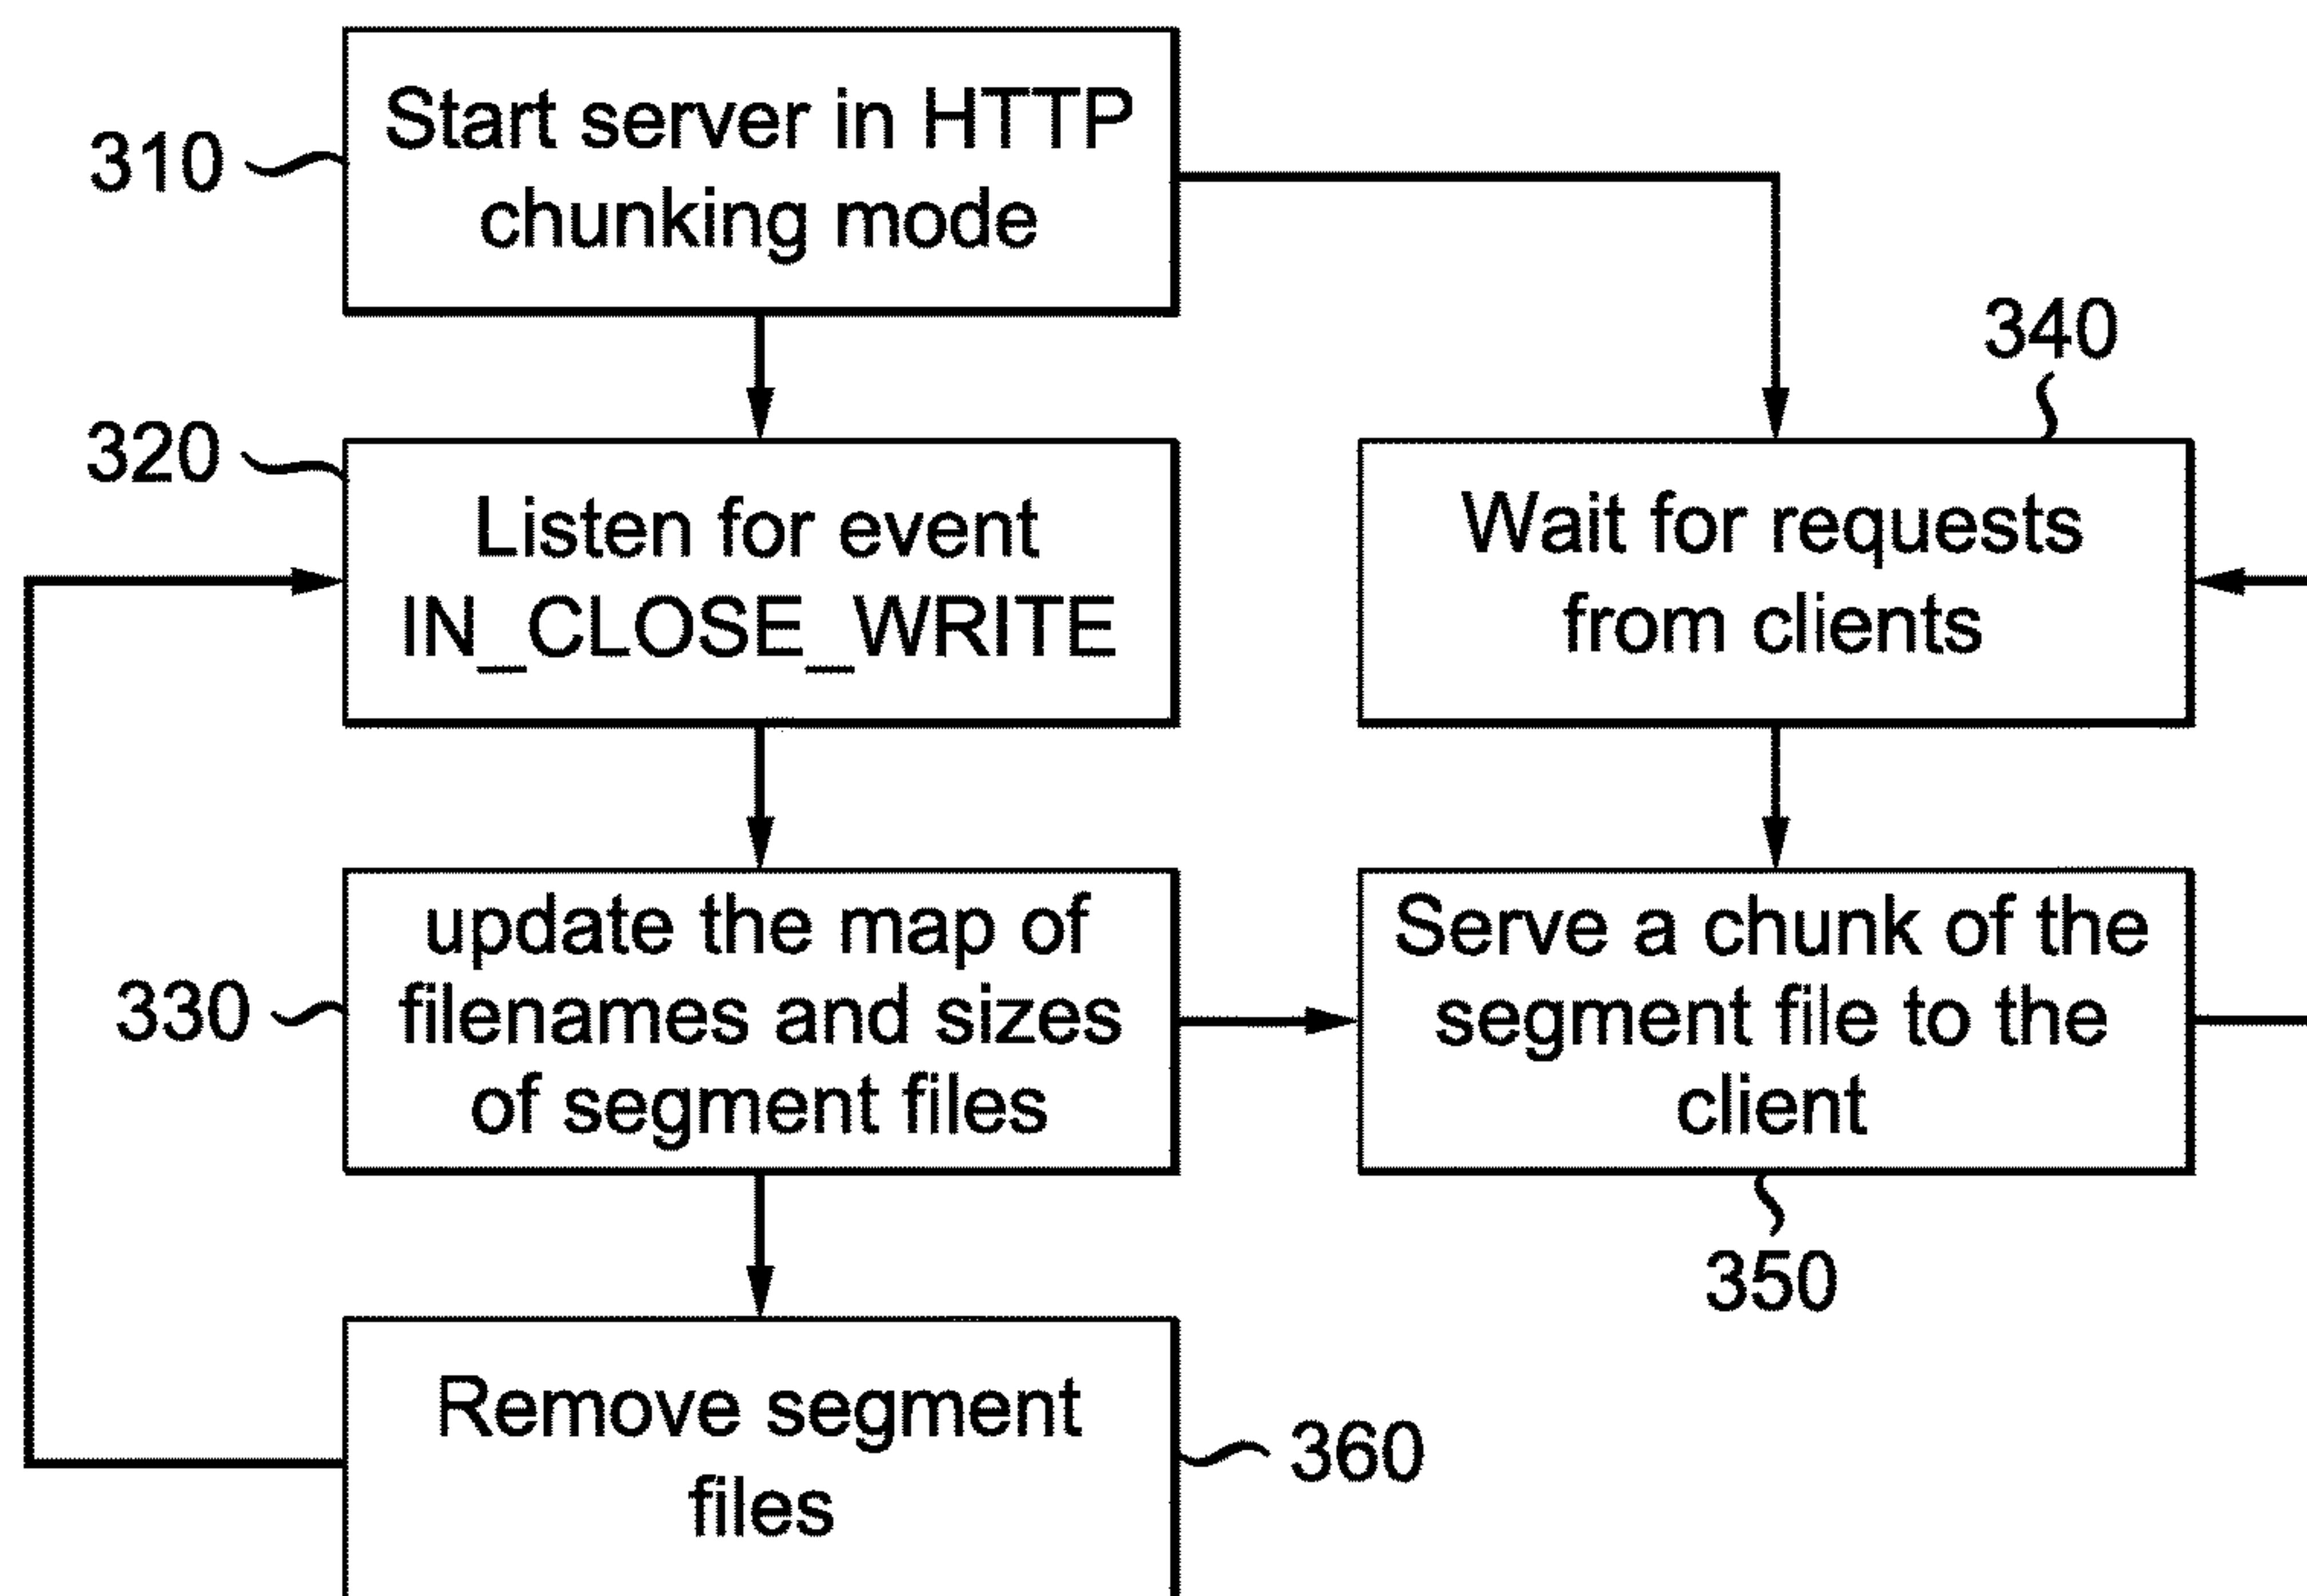 310
Start server in HTTP
chunking mode
320
Listen for event
IN_CLOSE_WRITE
340
Wait for requests
from clients
330
update the map of
filenames and sizes
of segment files
Serve a chunk of the
segment file to the
client
350
Remove segment
files
360